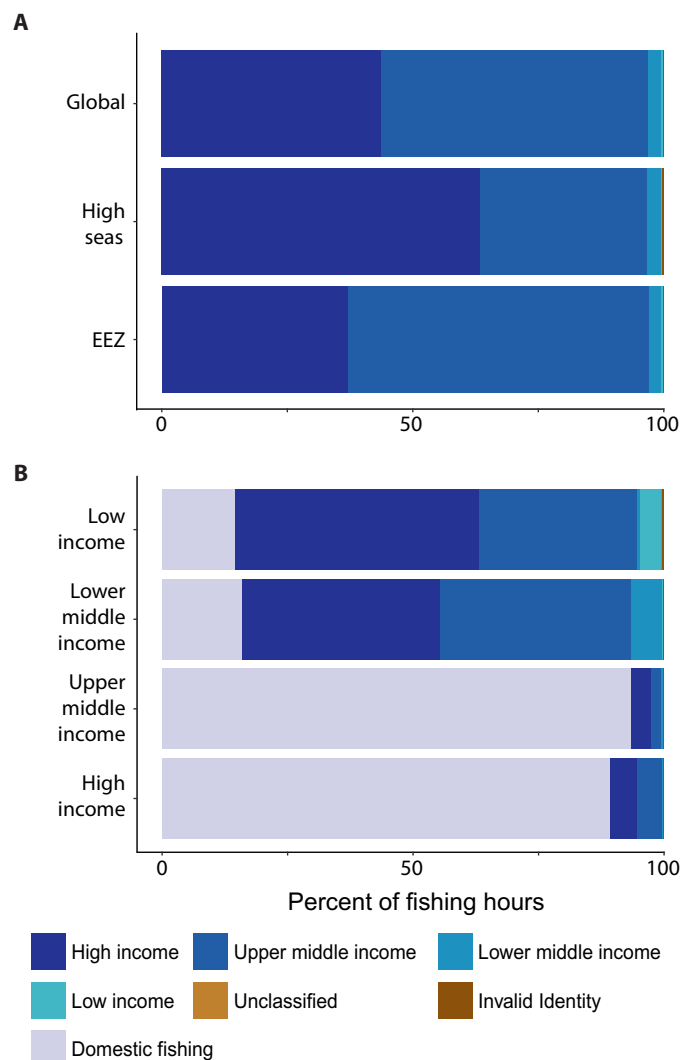 A
Global
High
seas
EEZ
0 50 100
B
Low
income
Lower
middle
income
Upper
middle
income
High
income
0 50 100
Percent of fishing hours
High income Upper middle income Lower middle income
Low income Unclassified Invalid Identity
Domestic fishing